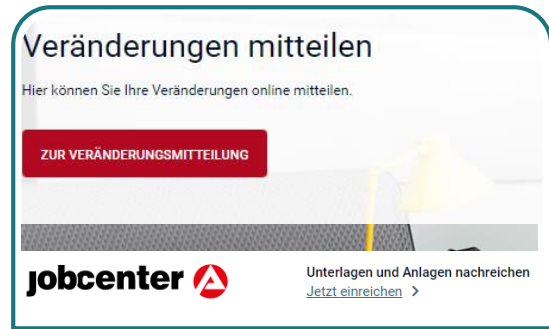 Veränderungen mitteilen
Hier können Sie Ihre Veränderungen online mitteilen.
ZUR VERÄNDERUNGSMITTEILUNG
jobcenter
Unterlagen und Anlagen nachreichen
Jetzt einreichen >